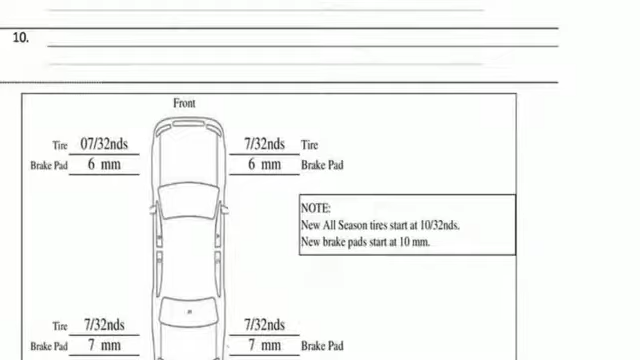 10.
Front
Tire 07/32nds 7/32nds Tire
Brake Pad 6 mm 6 mm Brake Pad
NOTE:
New All Season tires start at 10/32nds.
New brake pads start at 10 mm.
Tire 7/32nds 7/32nds
Brake Pad 7 mm 7 mm Brake Pad